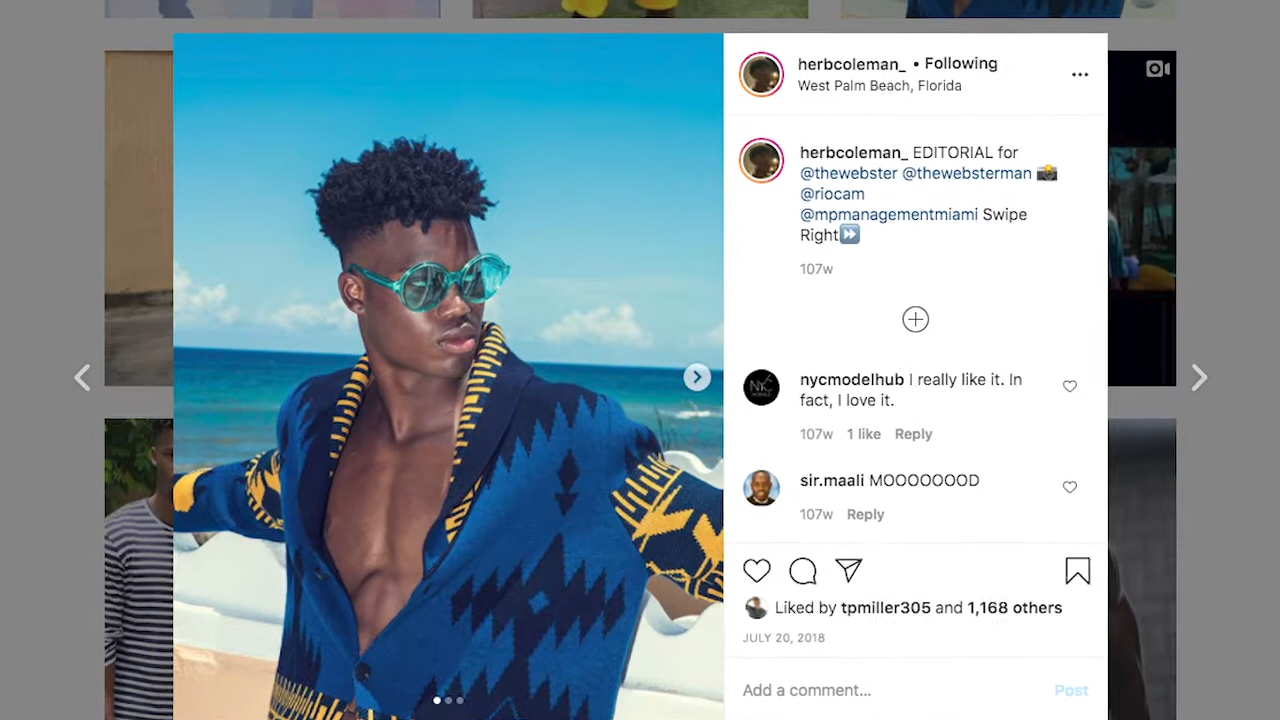 herbcoleman_ • Following
West Palm Beach, Florida
herbcoleman_ EDITORIAL for
@thewebster @thewebsterman 📸
@riocam
@mpmanagementmiami Swipe
Right⏩
107w
nycmodelhub I really like it. In
fact, I love it.
107w 1 like Reply
sir.maali MOOOOOOOD
107w Reply
Liked by tpmiller305 and 1,168 others
JULY 20, 2018
Add a comment... Post